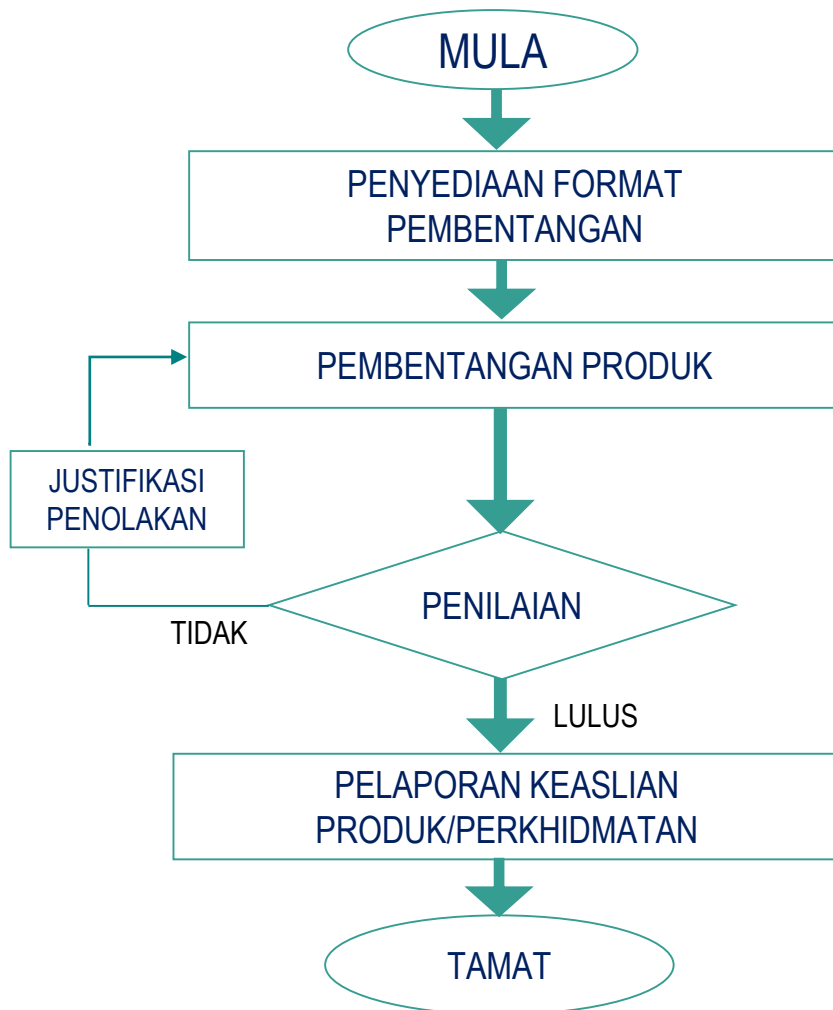 MULA
PENYEDIAAN FORMAT
PEMBENTANGAN
PEMBENTANGAN PRODUK
JUSTIFIKASI
PENOLAKAN
PENILAIAN
TIDAK
LULUS
PELAPORAN KEASLIAN
PRODUK/PERKHIDMATAN
TAMAT